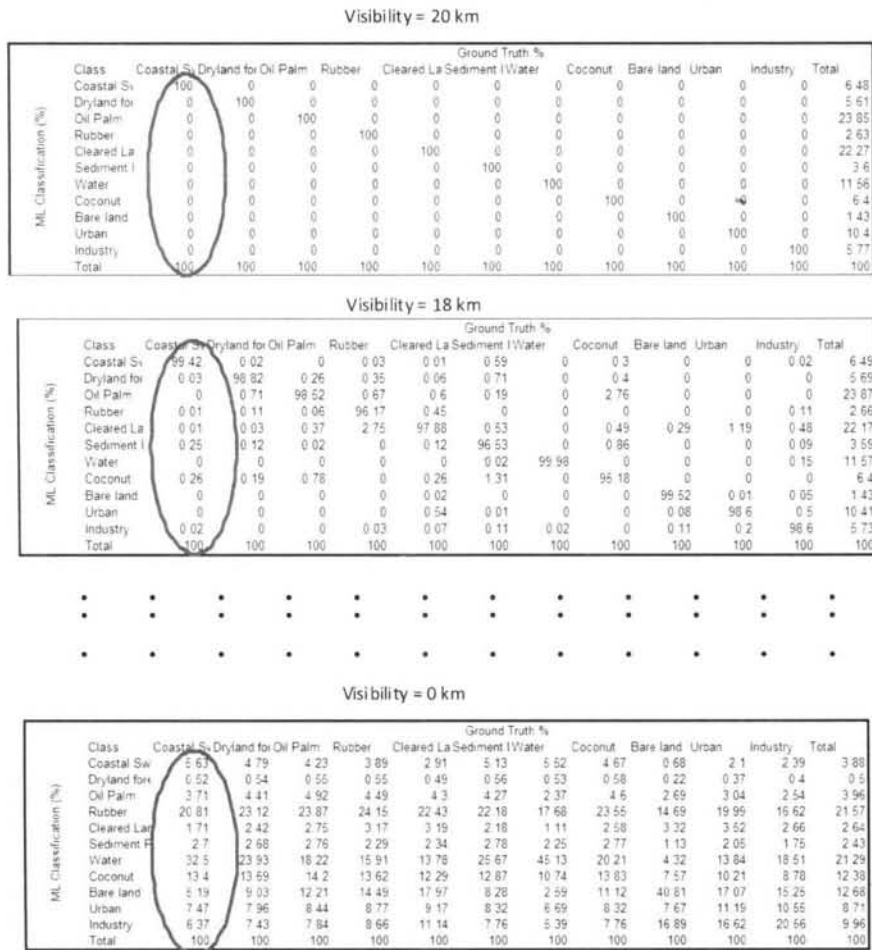 Visibility = 20 km
Ground Truth %
Class Coastal Sw Dryland for Oil Palm Rubber Cleared La Sediment I Water Coconut Bare land Urban Industry Total
ML Classification (%)
Coastal Sw 100 0 0 0 0 0 0 0 0 0 0 6.48
Dryland for 0 100 0 0 0 0 0 0 0 0 0 5.61
Oil Palm 0 0 100 0 0 0 0 0 0 0 0 23.85
Rubber 0 0 0 100 0 0 0 0 0 0 0 2.63
Cleared La 0 0 0 0 100 0 0 0 0 0 0 22.27
Sediment I 0 0 0 0 0 100 0 0 0 0 0 3.6
Water 0 0 0 0 0 0 100 0 0 0 0 11.56
Coconut 0 0 0 0 0 0 0 100 0 0 0 6.4
Bare land 0 0 0 0 0 0 0 0 100 0 0 1.43
Urban 0 0 0 0 0 0 0 0 0 100 0 10.4
Industry 0 0 0 0 0 0 0 0 0 0 100 5.77
Total 100 100 100 100 100 100 100 100 100 100 100 100
Visibility = 18 km
Ground Truth %
Class Coastal Sw Dryland for Oil Palm Rubber Cleared La Sediment I Water Coconut Bare land Urban Industry Total
ML Classification (%)
Coastal Sw 99.42 0.02 0 0.03 0.01 0.59 0 0.3 0 0 0.02 6.49
Dryland for 0.03 98.82 0.26 0.35 0.06 0.71 0 0.4 0 0 0 5.69
Oil Palm 0 0.71 98.52 0.67 0.6 0.19 0 2.76 0 0 0 23.87
Rubber 0.01 0.11 0.06 96.17 0.45 0 0 0 0 0 0.11 2.66
Cleared La 0.01 0.03 0.37 2.75 97.88 0.53 0 0.49 0.29 1.19 0.48 22.17
Sediment I 0.25 0.12 0.02 0 0.12 96.53 0 0.86 0 0 0.09 3.59
Water 0 0 0 0 0 0.02 99.98 0 0 0 0.15 11.57
Coconut 0.26 0.19 0.78 0 0.26 1.31 0 95.18 0 0 0 6.4
Bare land 0 0 0 0 0.02 0 0 0 99.52 0.01 0.05 1.43
Urban 0 0 0 0 0.54 0.01 0 0 0.08 98.6 0.5 10.41
Industry 0.02 0 0 0.03 0.07 0.11 0.02 0 0.11 0.2 98.6 5.73
Total 100 100 100 100 100 100 100 100 100 100 100 100
Visibility = 0 km
Ground Truth %
Class Coastal Sw Dryland for Oil Palm Rubber Cleared La Sediment I Water Coconut Bare land Urban Industry Total
ML Classification (%)
Coastal Sw 5.63 4.79 4.23 3.89 2.91 5.13 5.52 4.67 0.68 2.1 2.39 3.88
Dryland fore 0.52 0.54 0.55 0.55 0.49 0.56 0.53 0.58 0.22 0.37 0.4 0.5
Oil Palm 3.71 4.41 4.92 4.49 4.3 4.27 2.37 4.6 2.69 3.04 2.54 3.96
Rubber 20.81 23.12 23.87 24.15 22.43 22.18 17.68 23.55 14.69 19.99 16.62 21.57
Cleared Lar 1.71 2.42 2.75 3.17 3.19 2.18 1.11 2.58 3.32 3.52 2.66 2.64
Sediment P 2.7 2.68 2.76 2.29 2.34 2.78 2.25 2.77 1.13 2.05 1.75 2.43
Water 32.5 23.93 18.22 15.91 13.78 25.67 45.13 20.21 4.32 13.84 18.51 21.29
Coconut 13.4 13.69 14.2 13.62 12.29 12.87 10.74 13.83 7.57 10.21 8.78 12.38
Bare land 5.19 9.03 12.21 14.49 17.97 8.28 2.59 11.12 40.81 17.07 15.25 12.68
Urban 7.47 7.96 8.44 8.77 9.17 8.32 6.69 8.32 7.67 11.19 10.55 8.71
Industry 6.37 7.43 7.84 8.66 11.14 7.76 5.39 7.76 16.89 16.62 20.56 9.96
Total 100 100 100 100 100 100 100 100 100 100 100 100